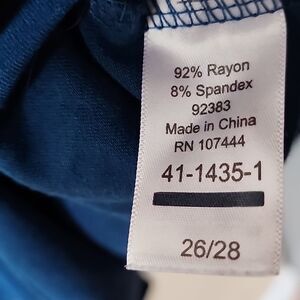 92% Rayon
8% Spandex
92383
Made in China
RN 107444
41-1435-1
26/28